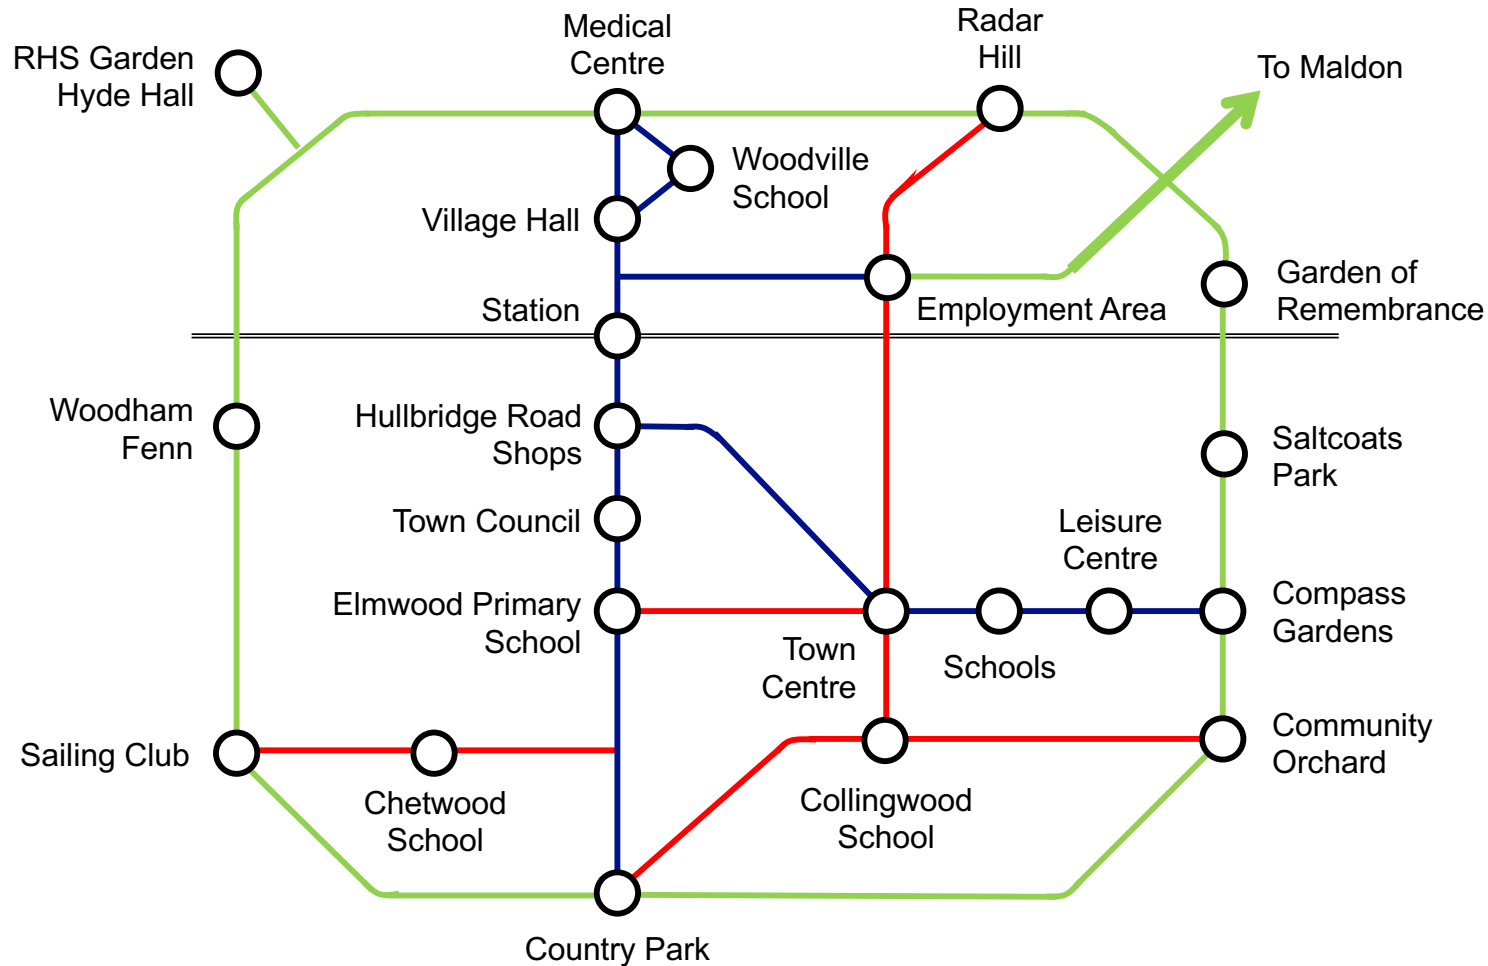 Medical
Centre
Radar
Hill
RHS Garden
Hyde Hall
To Maldon
Woodville
School
Village Hall
Garden of
Remembrance
Station
Employment Area
Woodham
Fenn
Hullbridge Road
Shops
Saltcoats
Park
Town Council
Leisure
Centre
Elmwood Primary
School
Compass
Gardens
Town
Centre
Schools
Sailing Club
Community
Orchard
Chetwood
School
Collingwood
School
Country Park